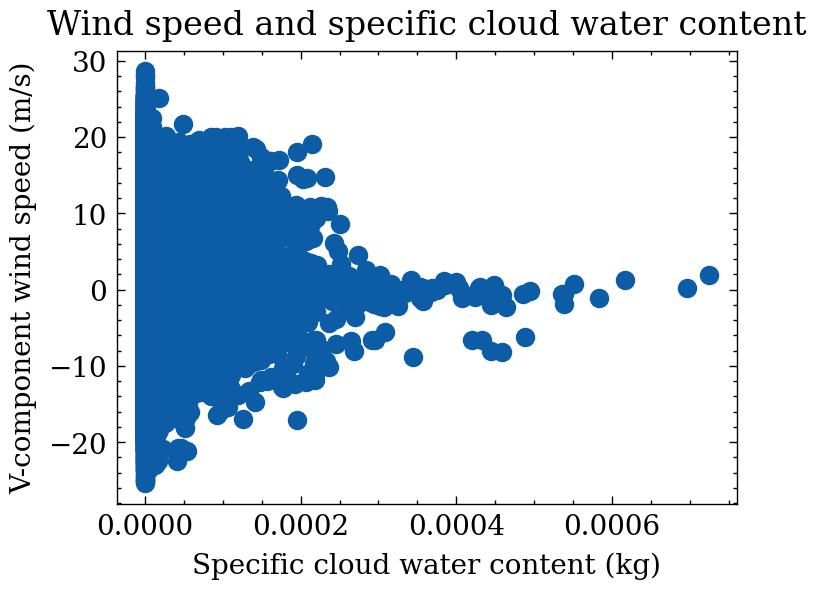 Wind speed and specific cloud water content
30
20
10
0
−10
−20
V-component wind speed (m/s)
0.0000 0.0002 0.0004 0.0006
Specific cloud water content (kg)